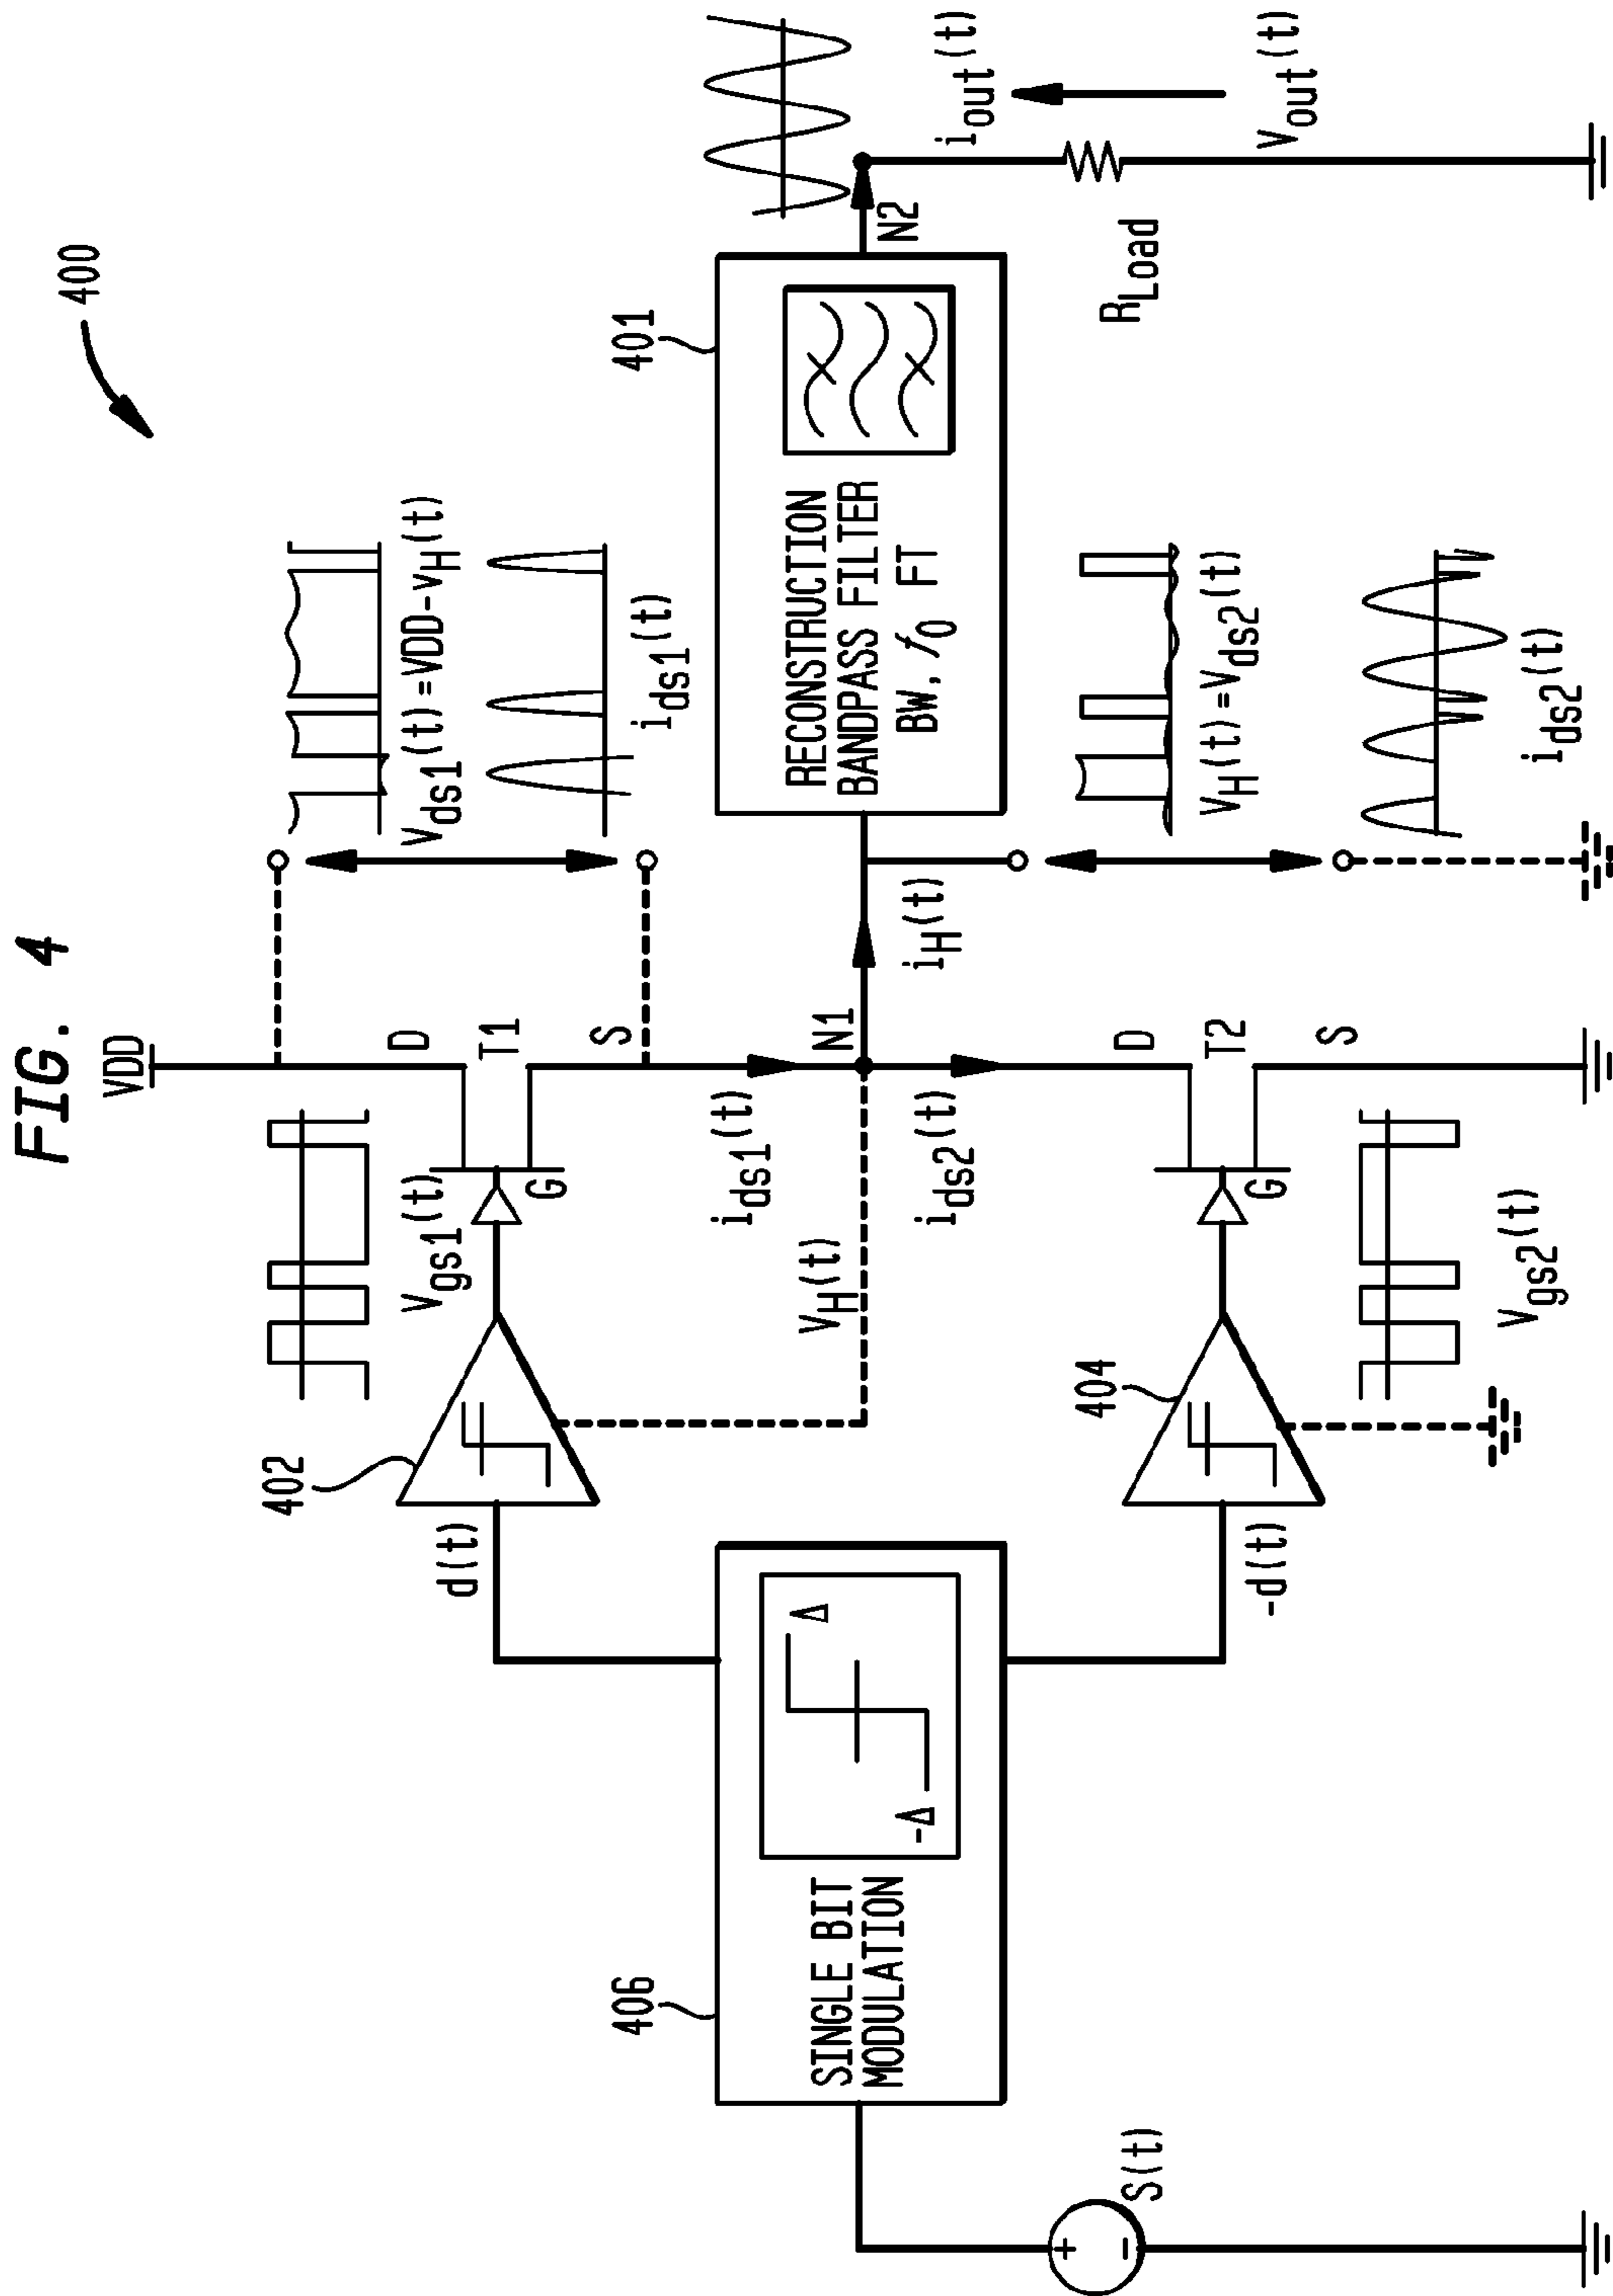 FIG. 4
400
VDD
Vds1(t)=VDD-vH(t)
ids1(t)
Vgs1(t)
D
T1
S
G
402
d(t)
ids1(t)
N1
VH(t)
iH(t)
ids2(t)
406
SINGLE BIT
MODULATION
-Δ
Δ
S(t)
+
-
404
-d(t)
D
T2
S
G
Vgs2(t)
401
RECONSTRUCTION
BANDPASS FILTER
BW, f0 FT
N2
VH(t)=Vds2(t)
ids2(t)
RLoad
iout(t)
Vout(t)